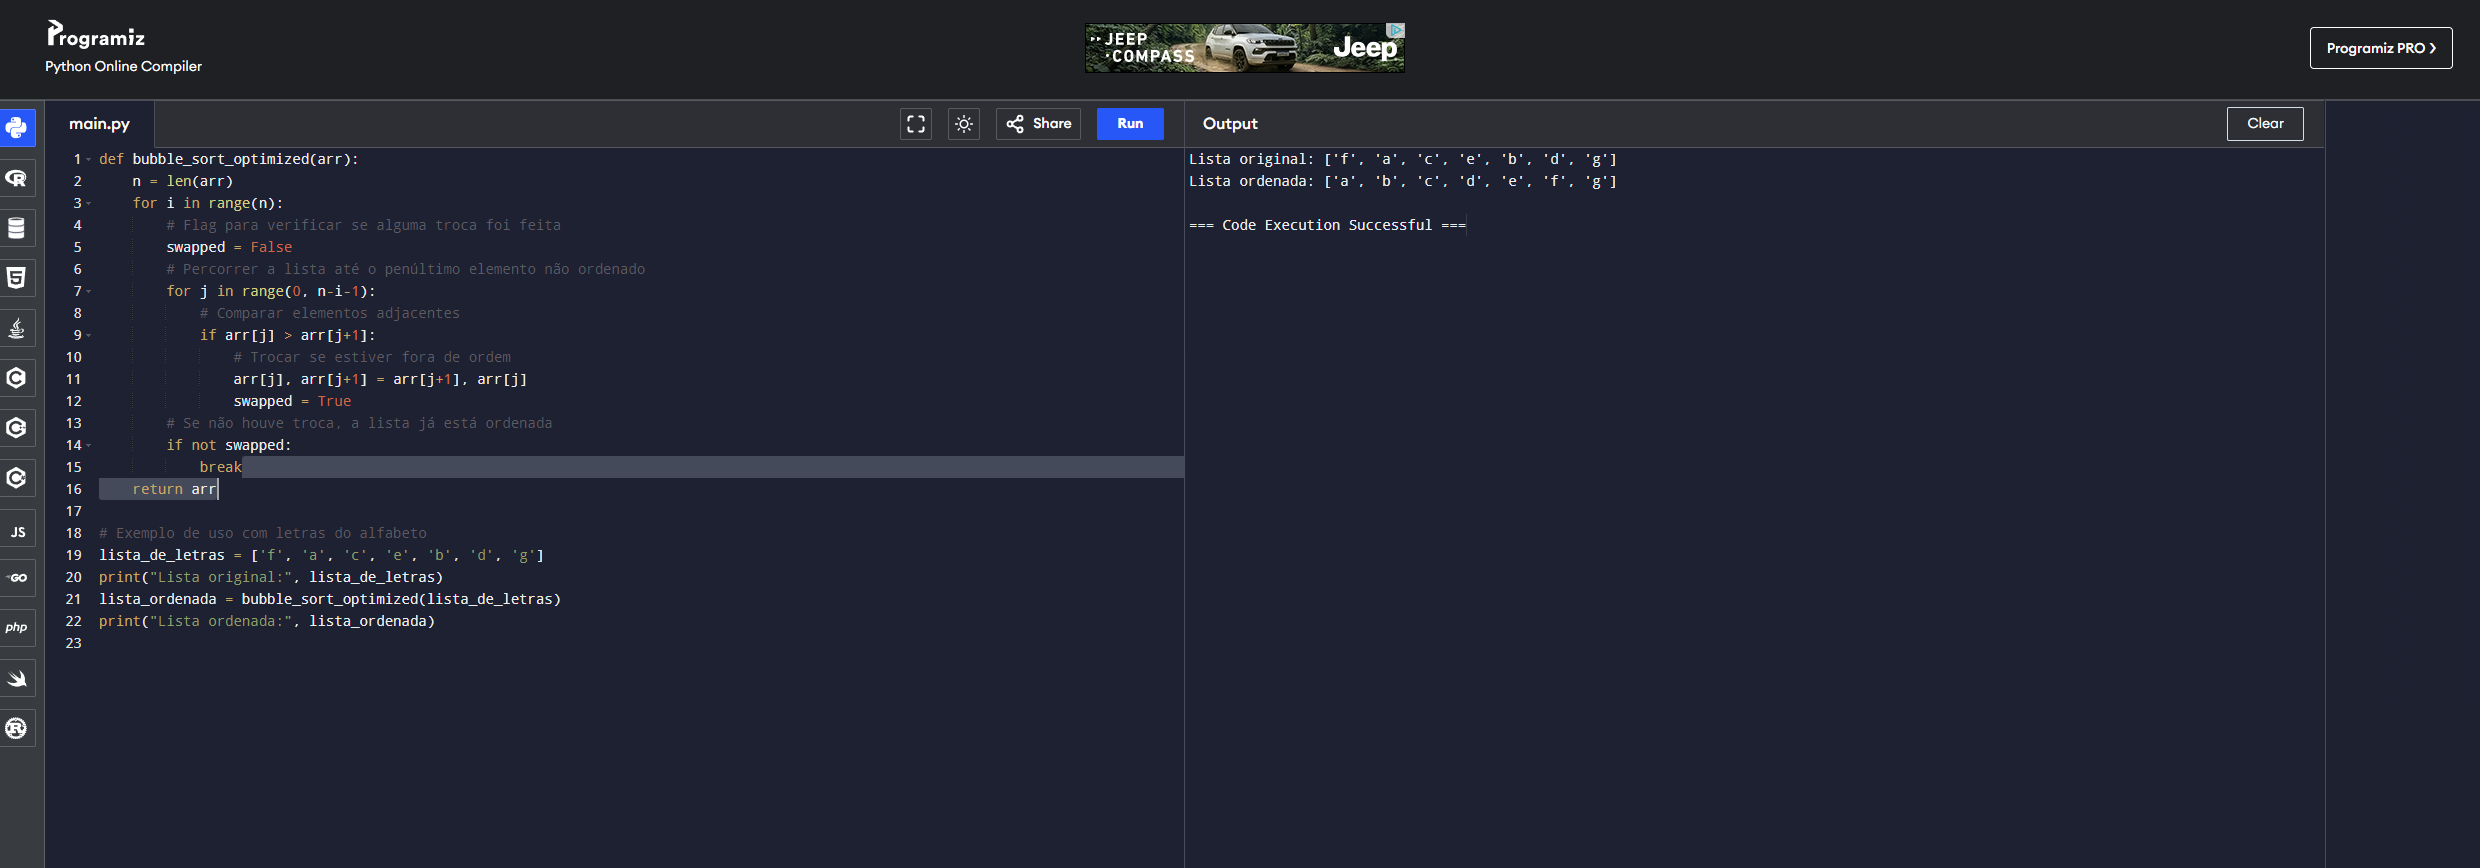 Programiz
Python Online Compiler
JEEP
COMPASS
Jeep
Programiz PRO
main.py
Share
Run
Output
Clear
1 def bubble_sort_optimized(arr):
2     n = len(arr)
3     for i in range(n):
4         # Flag para verificar se alguma troca foi feita
5         swapped = False
6         # Percorrer a lista até o penúltimo elemento não ordenado
7         for j in range(0, n-i-1):
8             # Comparar elementos adjacentes
9             if arr[j] > arr[j+1]:
10                 # Trocar se estiver fora de ordem
11                 arr[j], arr[j+1] = arr[j+1], arr[j]
12                 swapped = True
13         # Se não houve troca, a lista já está ordenada
14         if not swapped:
15             break
16     return arr
17
18 # Exemplo de uso com letras do alfabeto
19 lista_de_letras = ['f', 'a', 'c', 'e', 'b', 'd', 'g']
20 print("Lista original:", lista_de_letras)
21 lista_ordenada = bubble_sort_optimized(lista_de_letras)
22 print("Lista ordenada:", lista_ordenada)
23
Lista original: ['f', 'a', 'c', 'e', 'b', 'd', 'g']
Lista ordenada: ['a', 'b', 'c', 'd', 'e', 'f', 'g']
=== Code Execution Successful ===
R
5
C
C
C
JS
GO
php
R